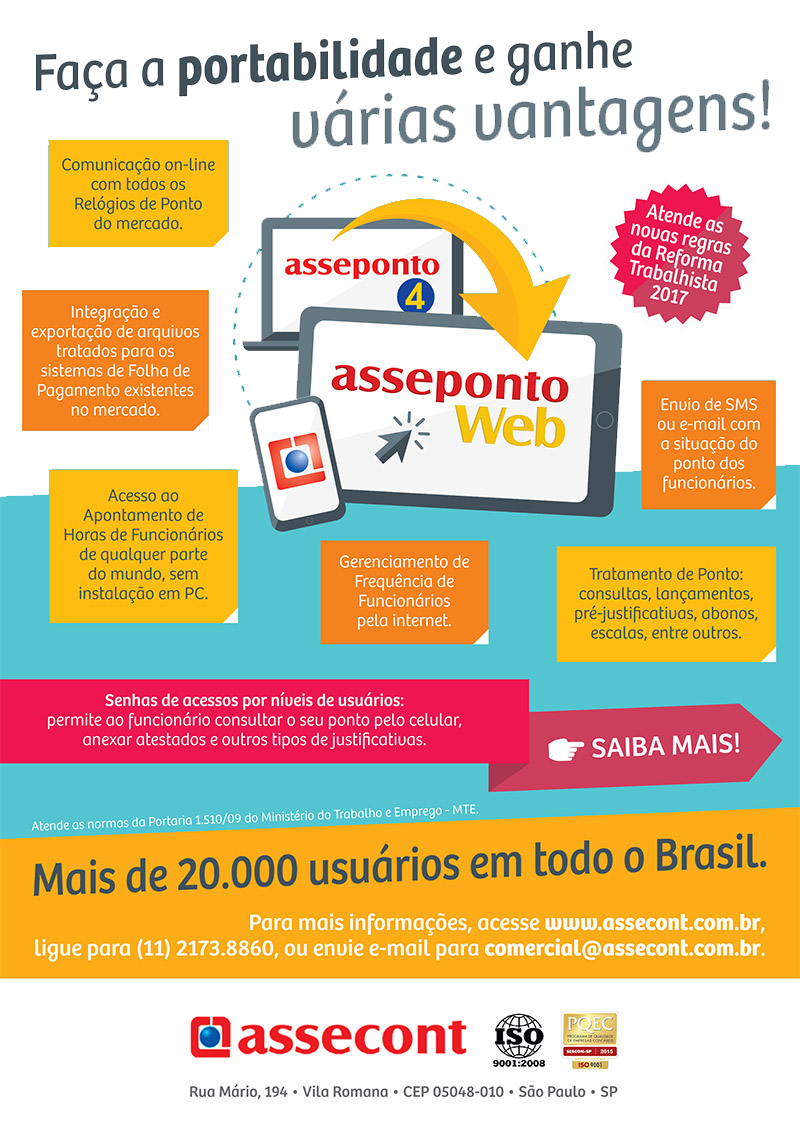 Faça a portabilidade e ganhe
várias vantagens!
Comunicação on-line
com todos os
Relógios de Ponto
do mercado.
asseponto
4
Atende as
novas regras
da Reforma
Trabalhista
2017
Integração e
exportação de arquivos
tratados para os
sistemas de Folha de
Pagamento existentes
no mercado.
asseponto
Web
Envio de SMS
ou e-mail com
a situação do
ponto dos
funcionários.
Acesso ao
Apontamento de
Horas de Funcionários
de qualquer parte
do mundo, sem
instalação em PC.
Gerenciamento de
Frequência de
Funcionários
pela internet.
Tratamento de Ponto:
consultas, lançamentos,
pré-justificativas, abonos,
escalas, entre outros.
Senhas de acessos por níveis de usuários:
permite ao funcionário consultar o seu ponto pelo celular,
anexar atestados e outros tipos de justificativas.
SAIBA MAIS!
Atende as normas da Portaria 1.510/09 do Ministério do Trabalho e Emprego - MTE.
Mais de 20.000 usuários em todo o Brasil.
Para mais informações, acesse www.assecont.com.br,
ligue para (11) 2173.8860, ou envie e-mail para comercial@assecont.com.br.
assecont
ISO
9001:2008
PQEC
PROGRAMA DE QUALIDADE
DE EMPRESAS CONTÁBEIS
SESCON-SP 2015
ISO 9001
Rua Mário, 194 • Vila Romana • CEP 05048-010 • São Paulo • SP